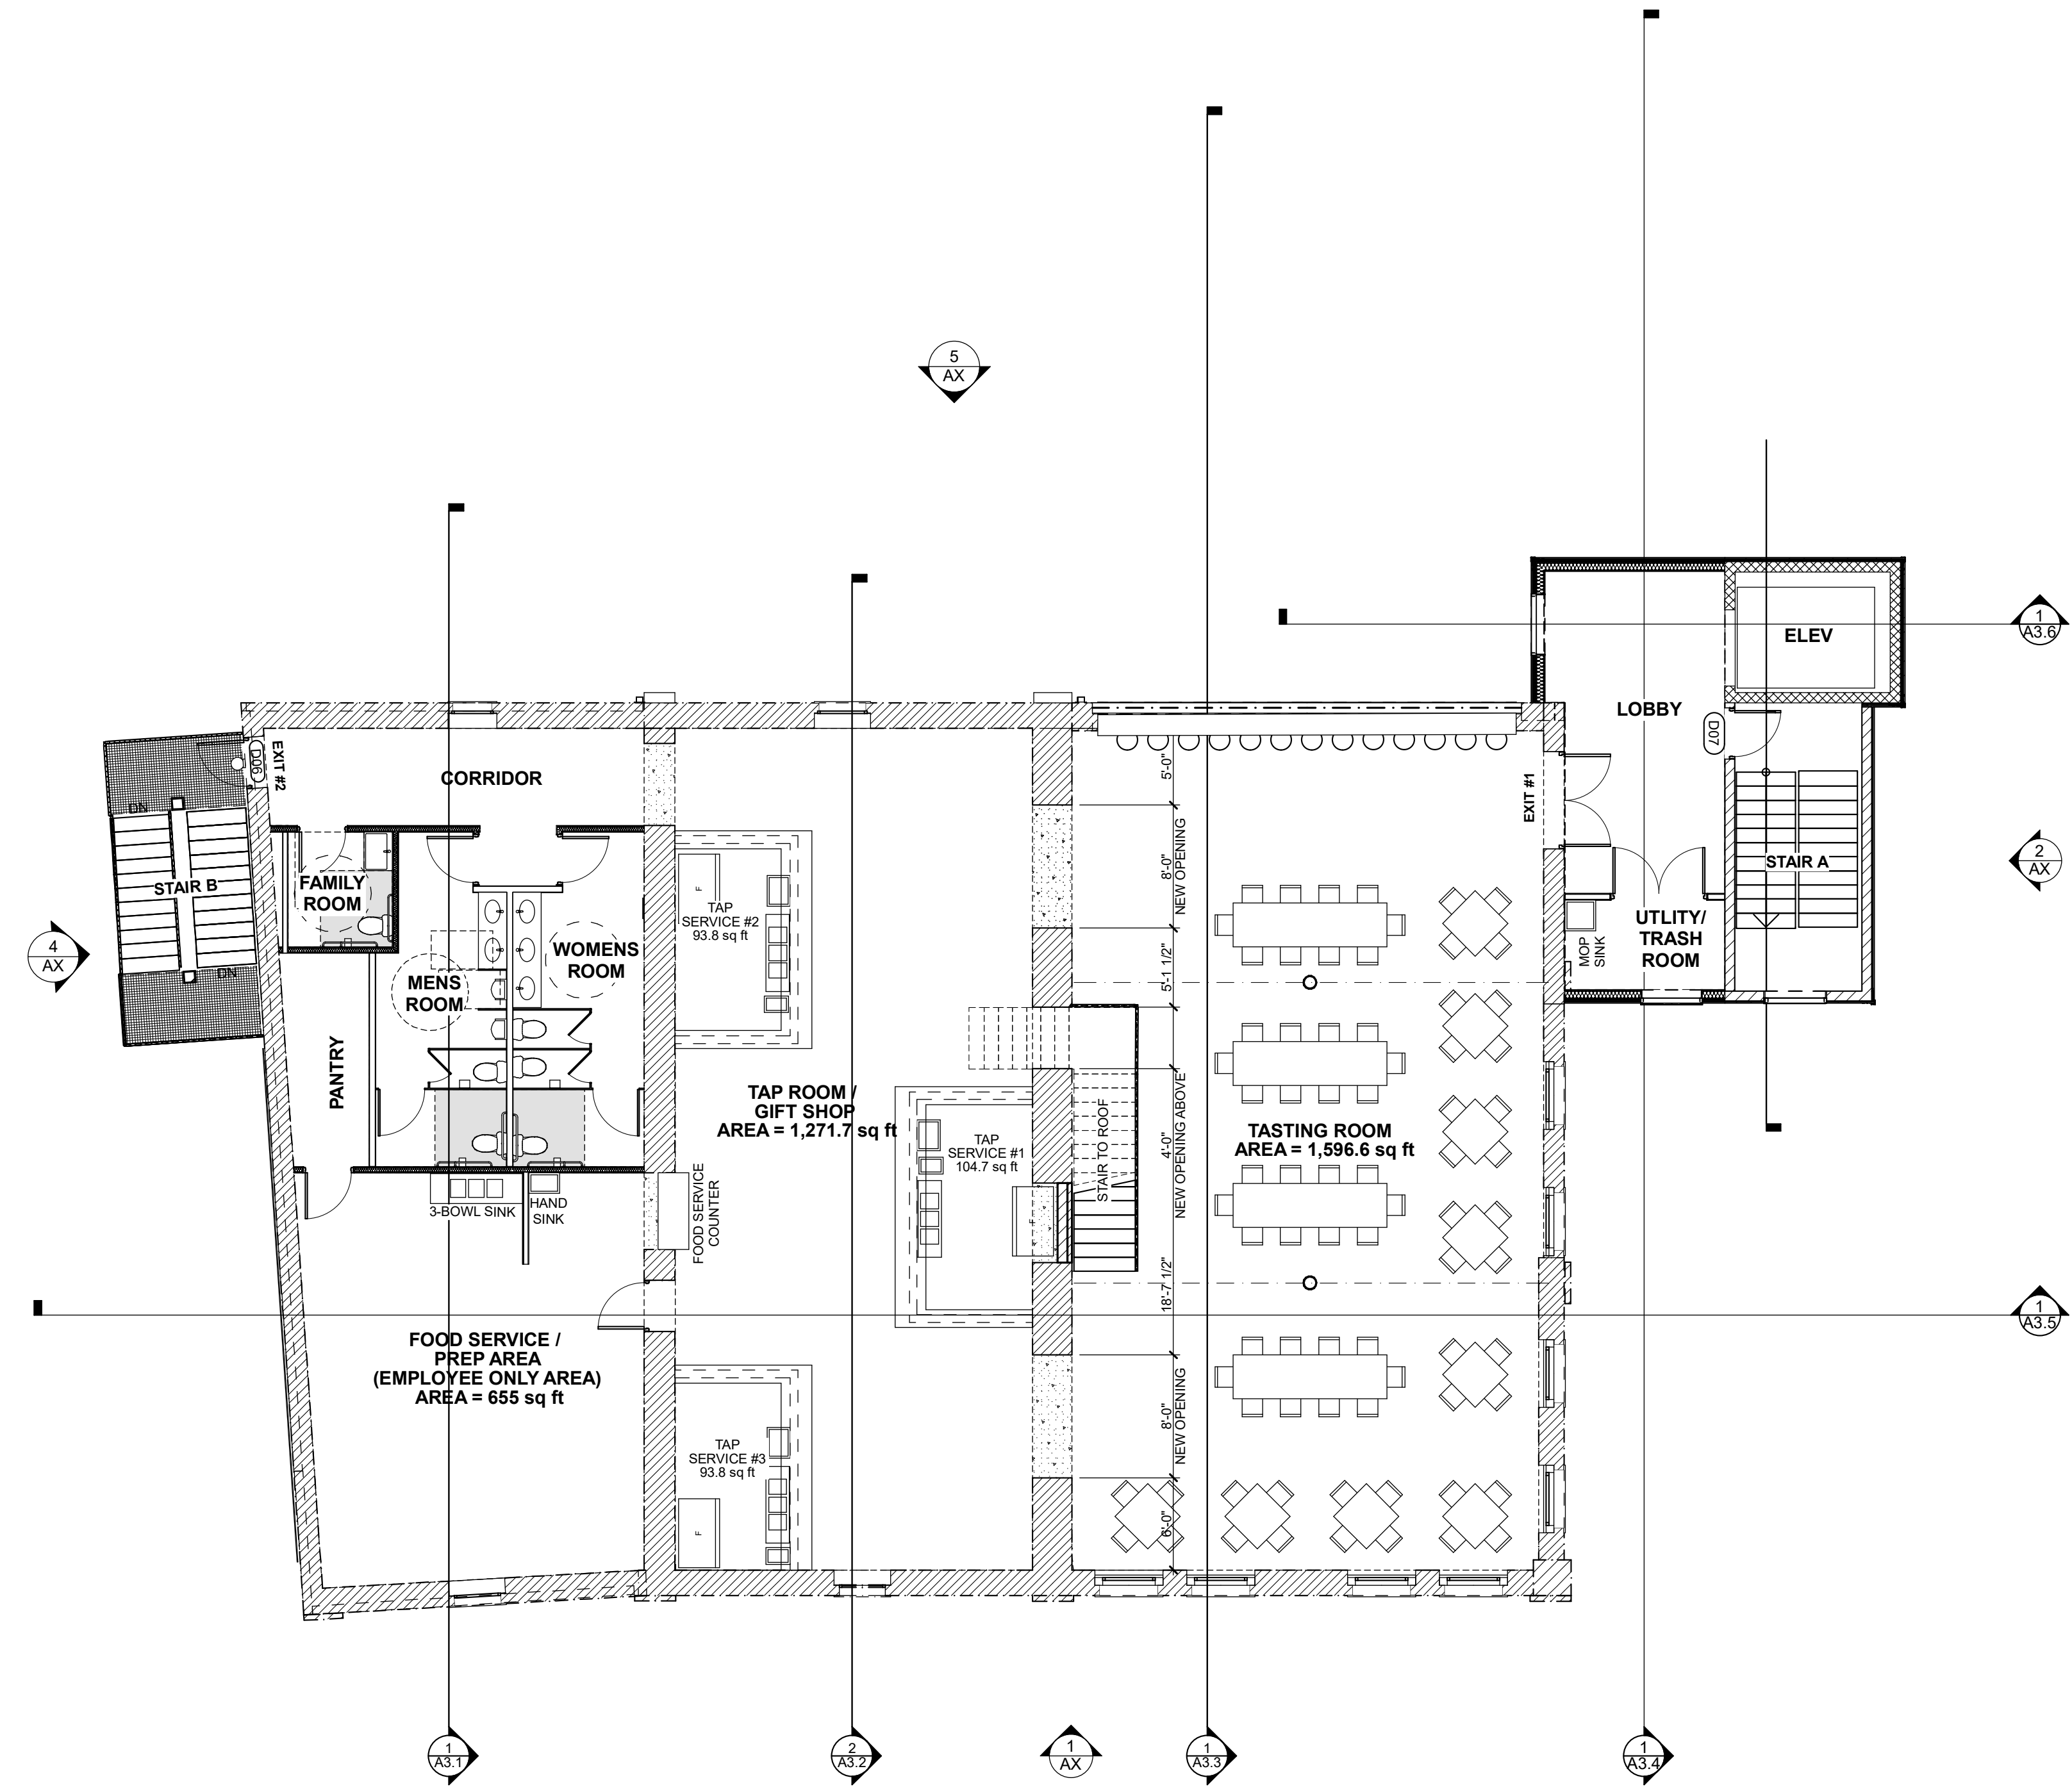 5
AX
1
A3.6
ELEV
LOBBY
D07
EXIT #2
D06
CORRIDOR
5'-0"
EXIT #1
DN
8'-0"
NEW OPENING
STAIR A
2
AX
STAIR B
FAMILY
ROOM
F
TAP
SERVICE #2
93.8 sq ft
UTLITY/
TRASH
ROOM
MOP
SINK
4
AX
WOMENS
ROOM
MENS
ROOM
DN
5'-1 1/2"
PANTRY
TAP ROOM /
GIFT SHOP
AREA = 1,271.7 sq ft
TAP
SERVICE #1
104.7 sq ft
STAIR TO ROOF
4'-0"
NEW OPENING ABOVE
TASTING ROOM
AREA = 1,596.6 sq ft
3-BOWL SINK
HAND
SINK
FOOD SERVICE
COUNTER
F
18'-7 1/2"
1
A3.5
FOOD SERVICE /
PREP AREA
(EMPLOYEE ONLY AREA)
AREA = 655 sq ft
8'-0"
NEW OPENING
TAP
SERVICE #3
93.8 sq ft
F
6'-0"
1
A3.1
2
A3.2
1
AX
1
A3.3
1
A3.4